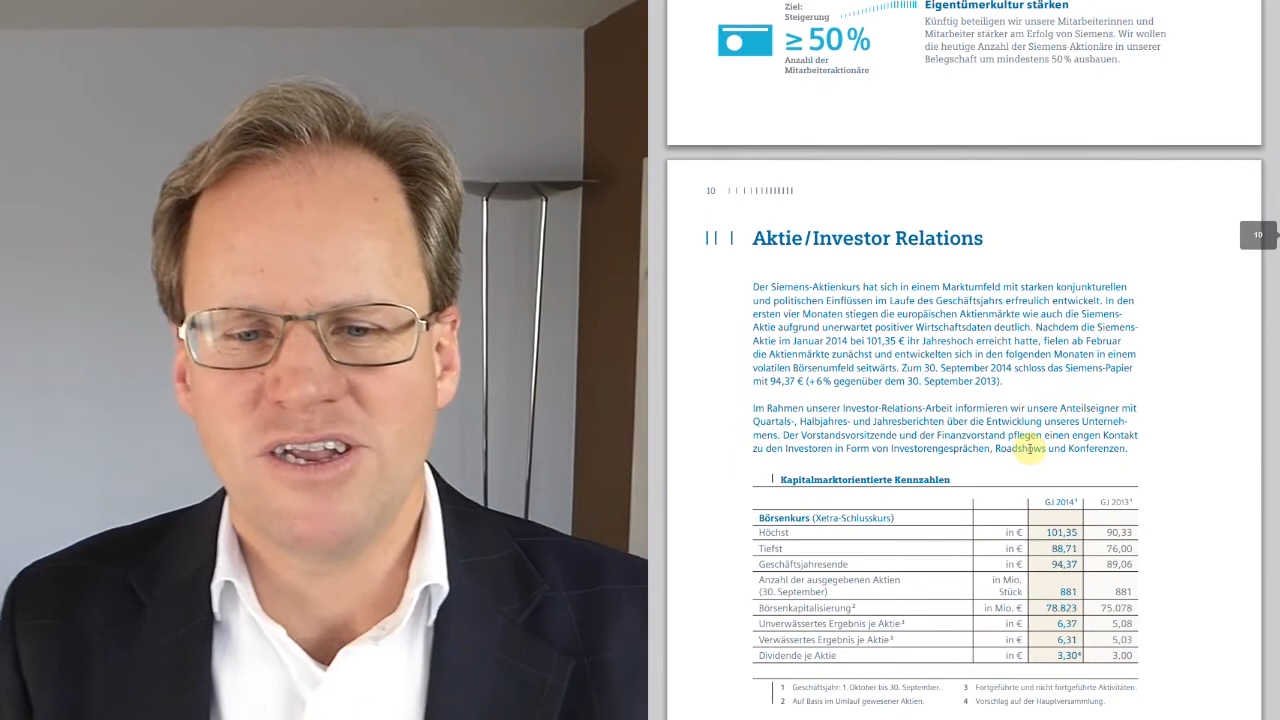 Ziel:
Steigerung
≥ 50 %
Anzahl der
Mitarbeiteraktionäre
Eigentümerkultur stärken
Künftig beteiligen wir unsere Mitarbeiterinnen und
Mitarbeiter stärker am Erfolg von Siemens. Wir wollen
die heutige Anzahl der Siemens-Aktionäre in unserer
Belegschaft um mindestens 50 % ausbauen.
10
10
Aktie / Investor Relations
Der Siemens-Aktienkurs hat sich in einem Marktumfeld mit starken konjunkturellen
und politischen Einflüssen im Laufe des Geschäftsjahrs erfreulich entwickelt. In den
ersten vier Monaten stiegen die europäischen Aktienmärkte wie auch die Siemens-
Aktie aufgrund unerwartet positiver Wirtschaftsdaten deutlich. Nachdem die Siemens-
Aktie im Januar 2014 bei 101,35 € ihr Jahreshoch erreicht hatte, fielen ab Februar
die Aktienmärkte zunächst und entwickelten sich in den folgenden Monaten in einem
volatilen Börsenumfeld seitwärts. Zum 30. September 2014 schloss das Siemens-Papier
mit 94,37 € (+6 % gegenüber dem 30. September 2013).
Im Rahmen unserer Investor-Relations-Arbeit informieren wir unsere Anteilseigner mit
Quartals-, Halbjahres- und Jahresberichten über die Entwicklung unseres Unterneh-
mens. Der Vorstandsvorsitzende und der Finanzvorstand pflegen einen engen Kontakt
zu den Investoren in Form von Investorengesprächen, Roadshows und Konferenzen.
Kapitalmarktorientierte Kennzahlen
GJ 2014¹ GJ 2013¹
Börsenkurs (Xetra-Schlusskurs)
Höchst in € 101,35 90,33
Tiefst in € 88,71 76,00
Geschäftsjahresende in € 94,37 89,06
Anzahl der ausgegebenen Aktien in Mio.
(30. September) Stück 881 881
Börsenkapitalisierung² in Mio. € 78.823 75.078
Unverwässertes Ergebnis je Aktie³ in € 6,37 5,08
Verwässertes Ergebnis je Aktie³ in € 6,31 5,03
Dividende je Aktie in € 3,30⁴ 3,00
1 Geschäftsjahr: 1. Oktober bis 30. September.
2 Auf Basis im Umlauf gewesener Aktien.
3 Fortgeführte und nicht fortgeführte Aktivitäten.
4 Vorschlag auf der Hauptversammlung.